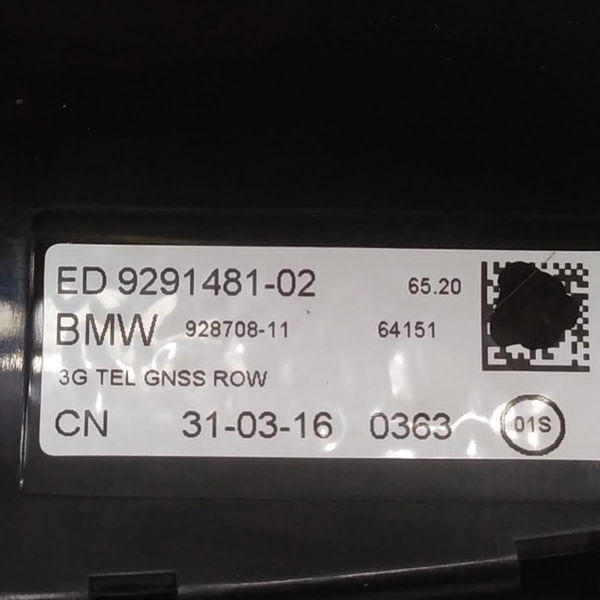 ED 9291481-02 65.20
BMW 928708-11 64151
3G TEL GNSS ROW
CN 31-03-16 0363 01S